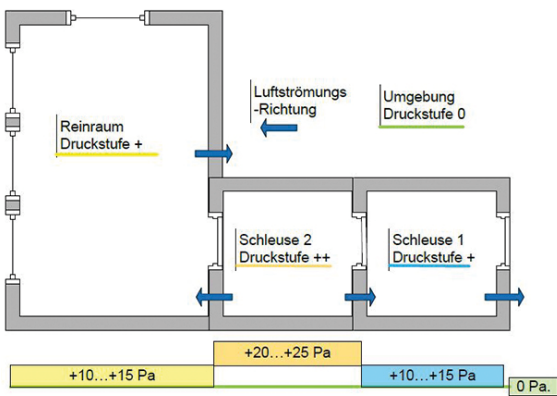 Luftströmungs
-Richtung
Umgebung
Druckstufe 0
Reinraum
Druckstufe +
Schleuse 2
Druckstufe ++
Schleuse 1
Druckstufe +
+20...+25 Pa
+10...+15 Pa
+10...+15 Pa
0 Pa.